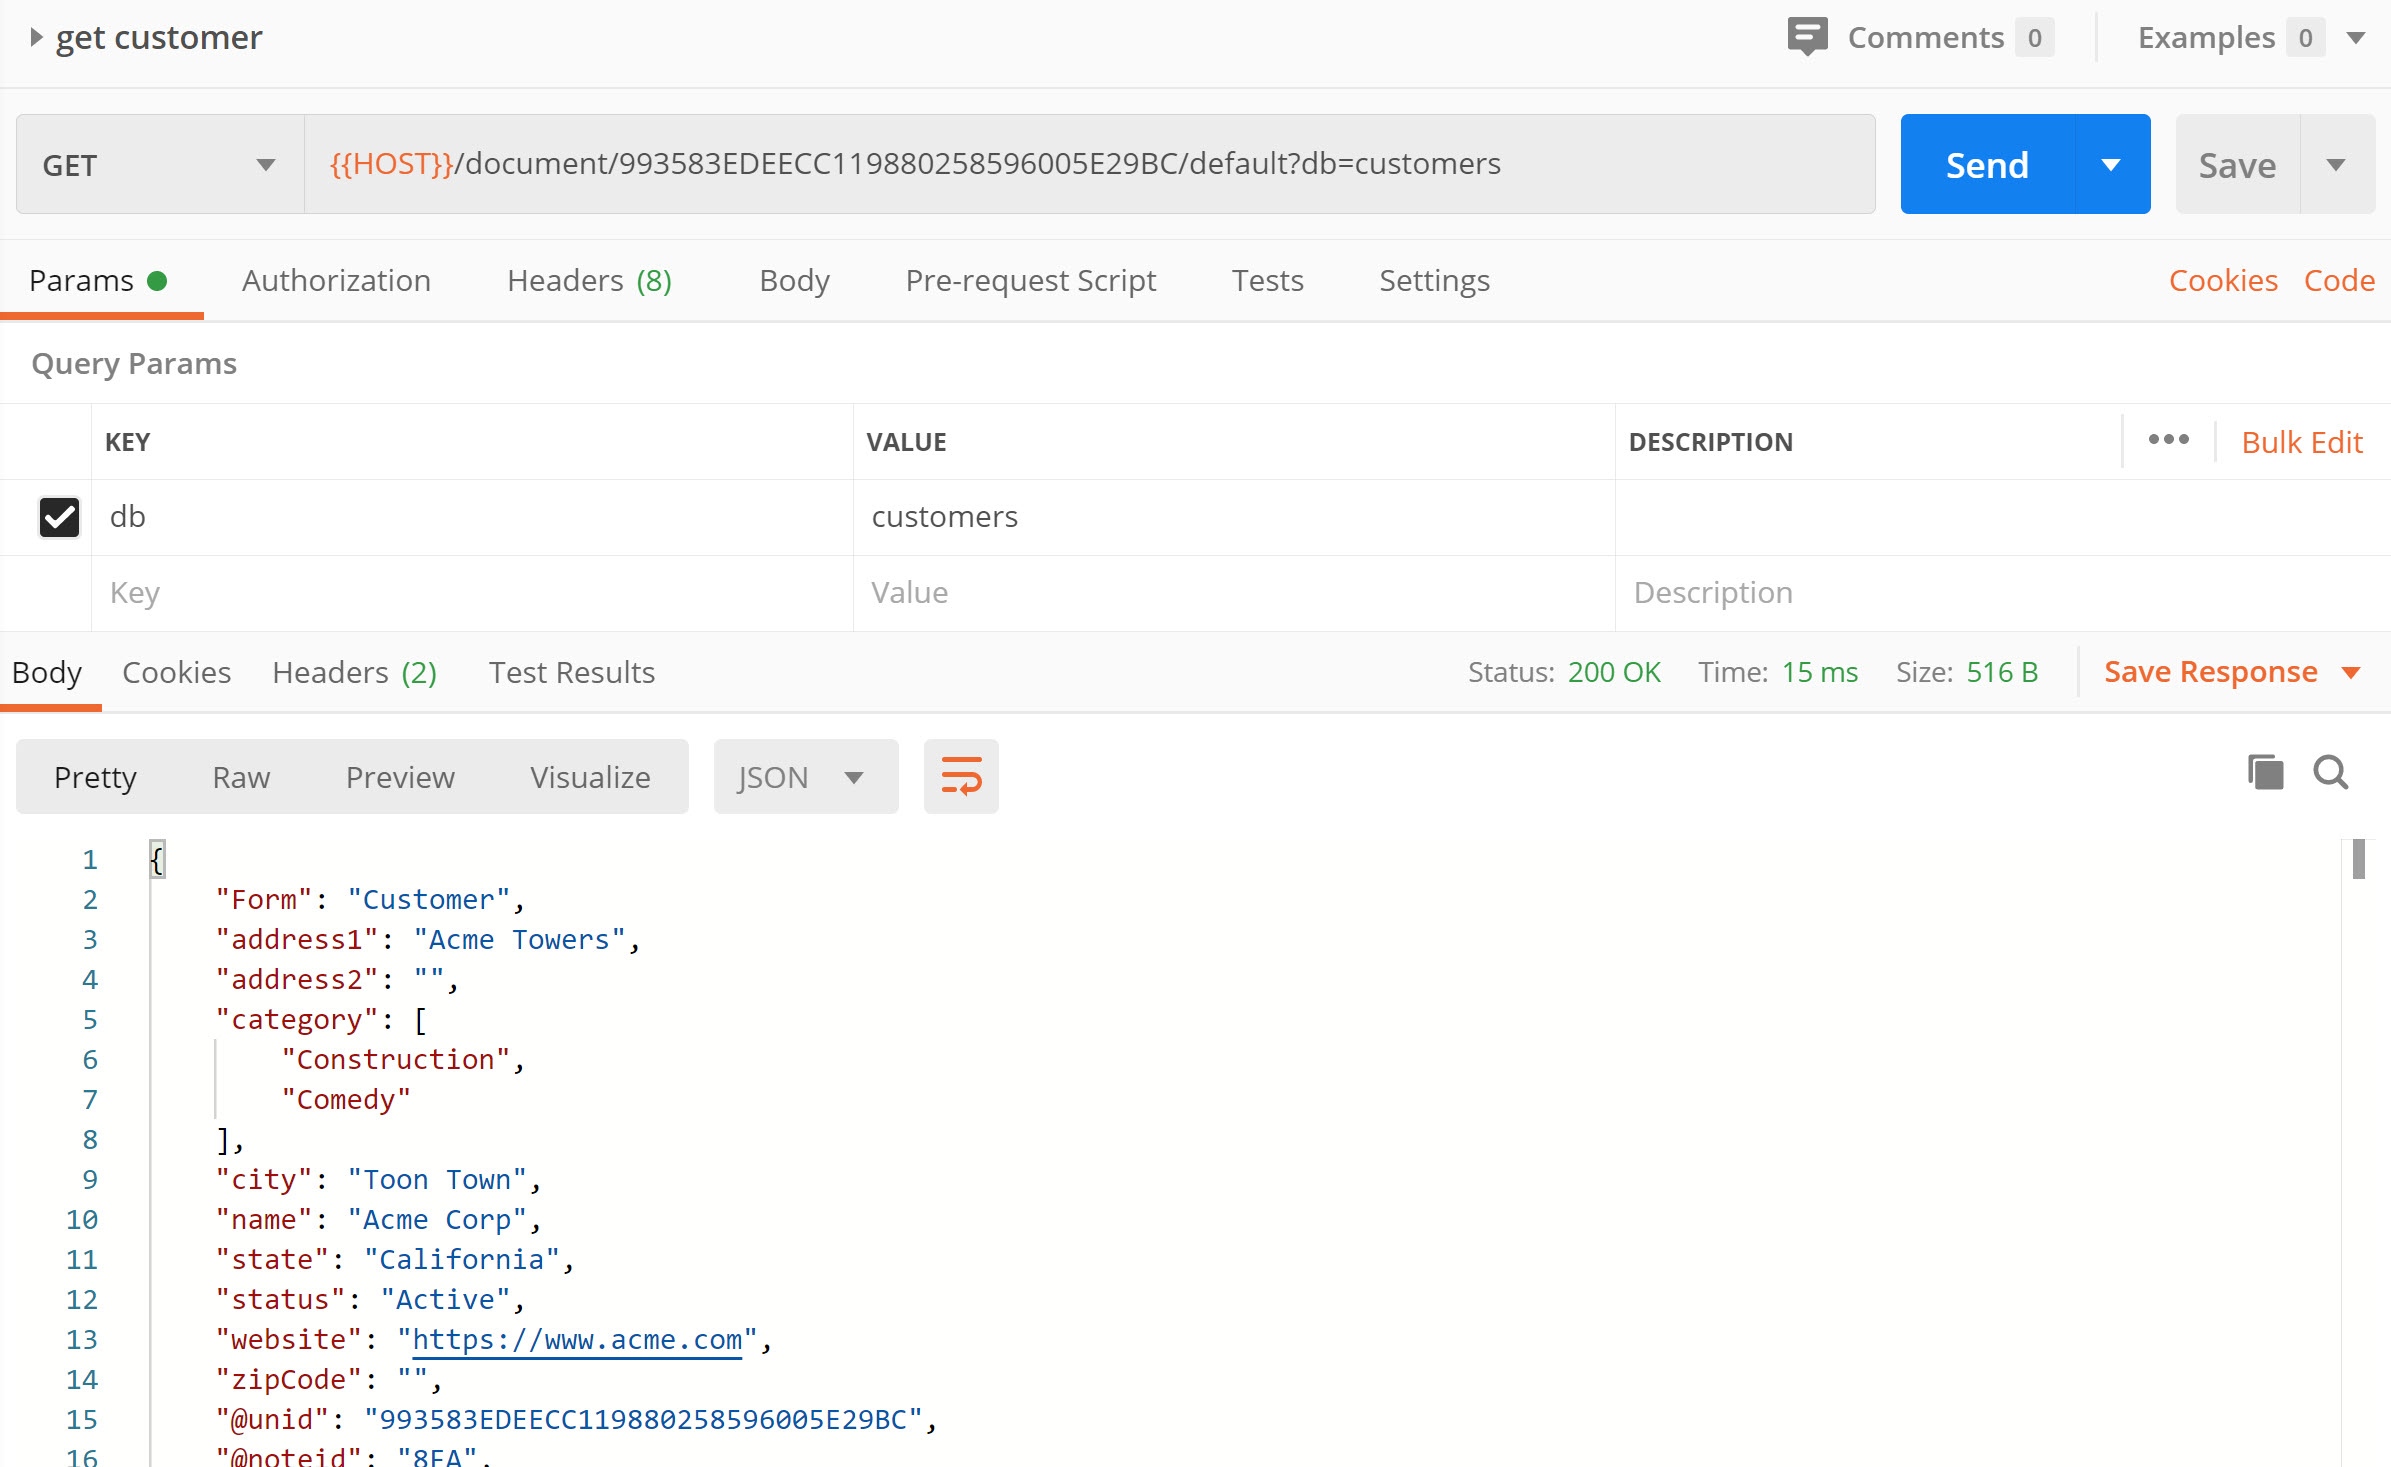 get customer
Comments 0 Examples 0
GET {{HOST}}/document/993583EDEECC119880258596005E29BC/default?db=customers Send Save
Params Authorization Headers (8) Body Pre-request Script Tests Settings Cookies Code
Query Params
KEY VALUE DESCRIPTION ••• Bulk Edit
db customers
Key Value Description
Body Cookies Headers (2) Test Results Status: 200 OK Time: 15 ms Size: 516 B Save Response
Pretty Raw Preview Visualize JSON
1 {
2 "Form": "Customer",
3 "address1": "Acme Towers",
4 "address2": "",
5 "category": [
6 "Construction",
7 "Comedy"
8 ],
9 "city": "Toon Town",
10 "name": "Acme Corp",
11 "state": "California",
12 "status": "Active",
13 "website": "https://www.acme.com",
14 "zipCode": "",
15 "@unid": "993583EDEECC119880258596005E29BC",
16 "@noteid": "8FA",